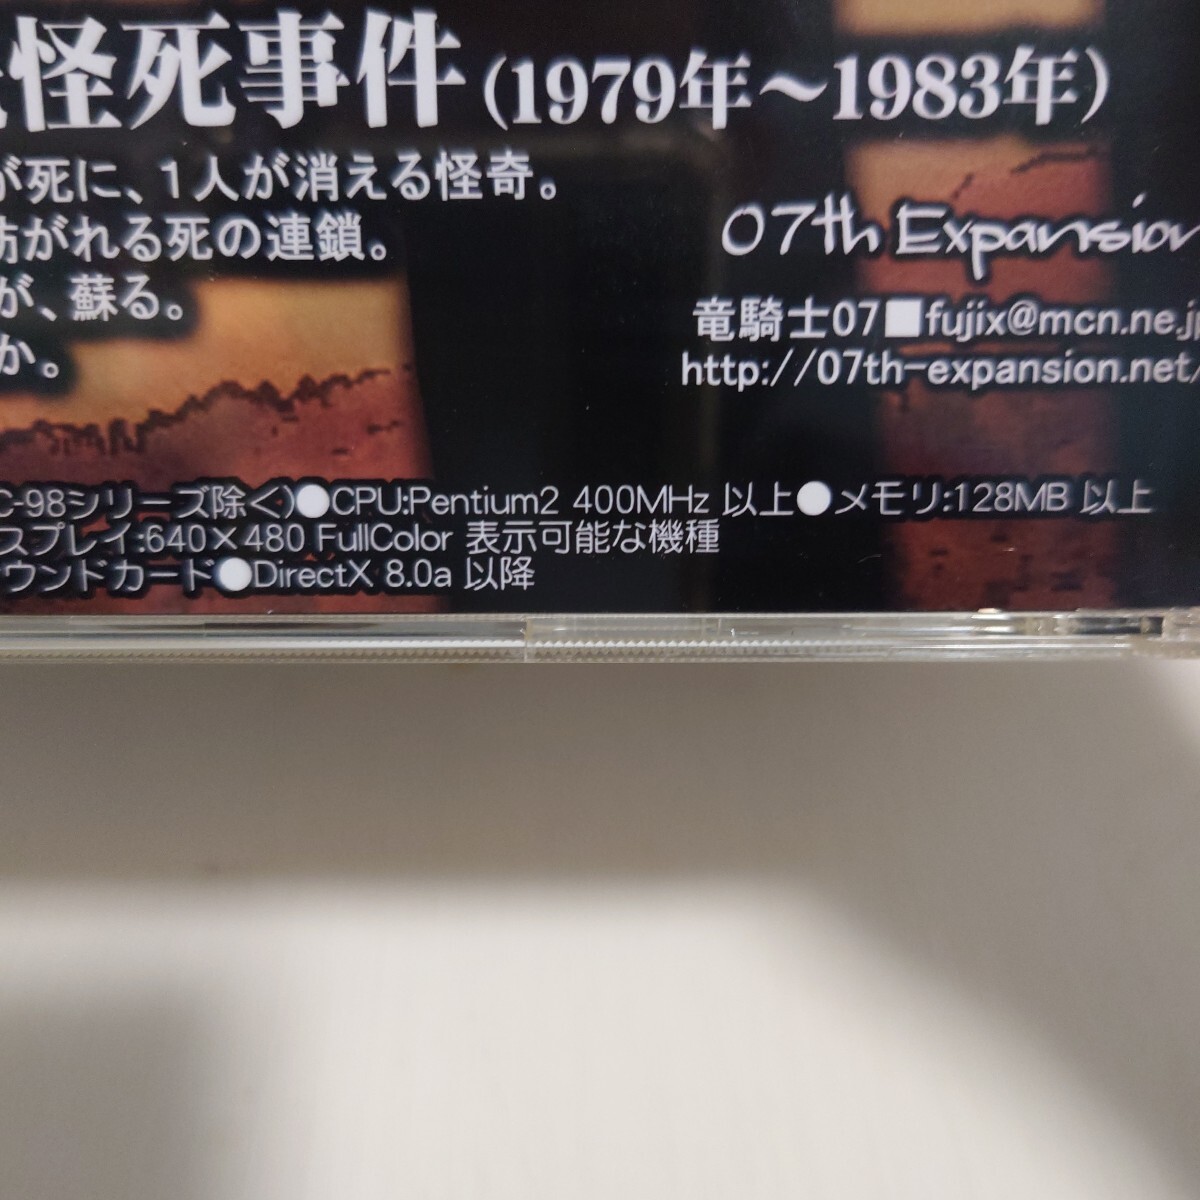 怪死事件(1979年～1983年)
が死に、1人が消える怪奇。
がれる死の連鎖。
が、蘇る。
か。
07th Expansion
竜騎士07■fujix@mcn.ne.j
http://07th-expansion.net/
C-98シリーズ除く)●CPU:Pentium2 400MHz 以上●メモリ:128MB 以上
スプレイ:640×480 FullColor 表示可能な機種
ウンドカード●DirectX 8.0a 以降